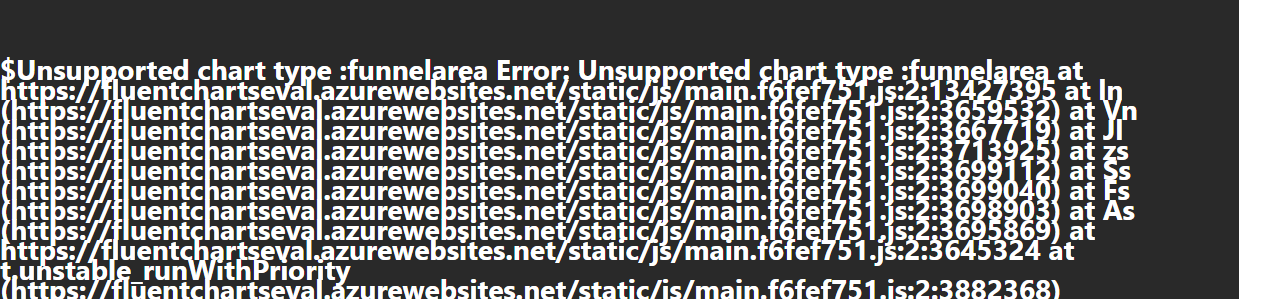 $Unsupported chart type :funnelarea Error: Unsupported chart type :funnelarea at
https://fluentchartseval.azurewebsites.net/static/js/main.f6fef751.js:2:13427395 at ln
(https://fluentchartseval.azurewebsites.net/static/js/main.f6fef751.js:2:3659532) at Vn
(https://fluentchartseval.azurewebsites.net/static/js/main.f6fef751.js:2:3667719) at Jl
(https://fluentchartseval.azurewebsites.net/static/js/main.f6fef751.js:2:3713925) at zs
(https://fluentchartseval.azurewebsites.net/static/js/main.f6fef751.js:2:3699112) at Ss
(https://fluentchartseval.azurewebsites.net/static/js/main.f6fef751.js:2:3699040) at Fs
(https://fluentchartseval.azurewebsites.net/static/js/main.f6fef751.js:2:3698903) at As
(https://fluentchartseval.azurewebsites.net/static/js/main.f6fef751.js:2:3695869) at
https://fluentchartseval.azurewebsites.net/static/js/main.f6fef751.js:2:3645324 at
t.unstable_runWithPriority
(https://fluentchartseval.azurewebsites.net/static/js/main.f6fef751.js:2:3882368)